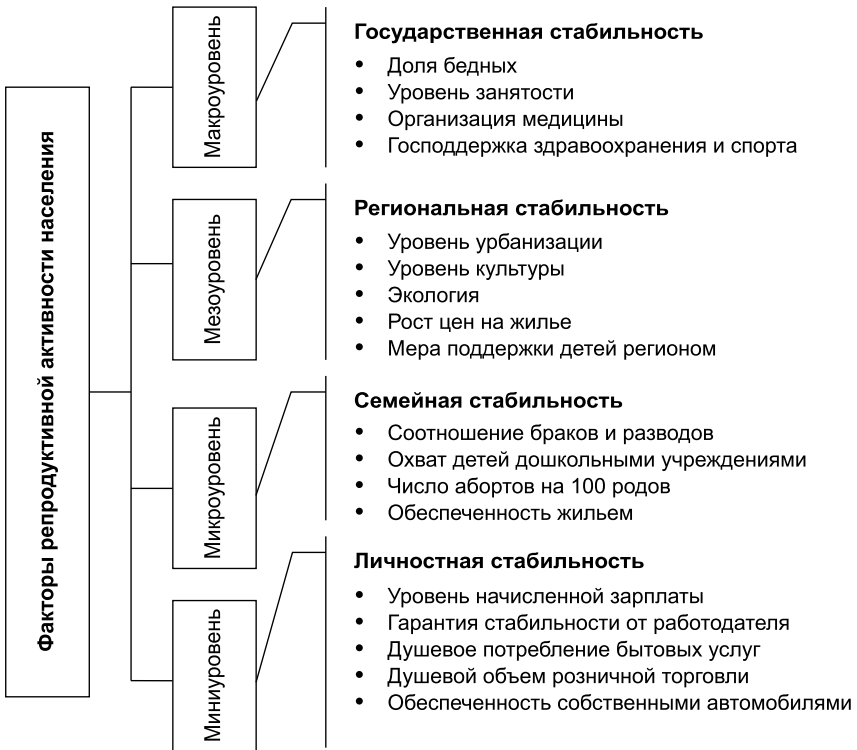 Факторы репродуктивной активности населения
Макроуровень
Государственная стабильность
• Доля бедных
• Уровень занятости
• Организация медицины
• Господдержка здравоохранения и спорта
Мезоуровень
Региональная стабильность
• Уровень урбанизации
• Уровень культуры
• Экология
• Рост цен на жилье
• Мера поддержки детей регионом
Микроуровень
Семейная стабильность
• Соотношение браков и разводов
• Охват детей дошкольными учреждениями
• Число абортов на 100 родов
• Обеспеченность жильем
Миниуровень
Личностная стабильность
• Уровень начисленной зарплаты
• Гарантия стабильности от работодателя
• Душевое потребление бытовых услуг
• Душевой объем розничной торговли
• Обеспеченность собственными автомобилями